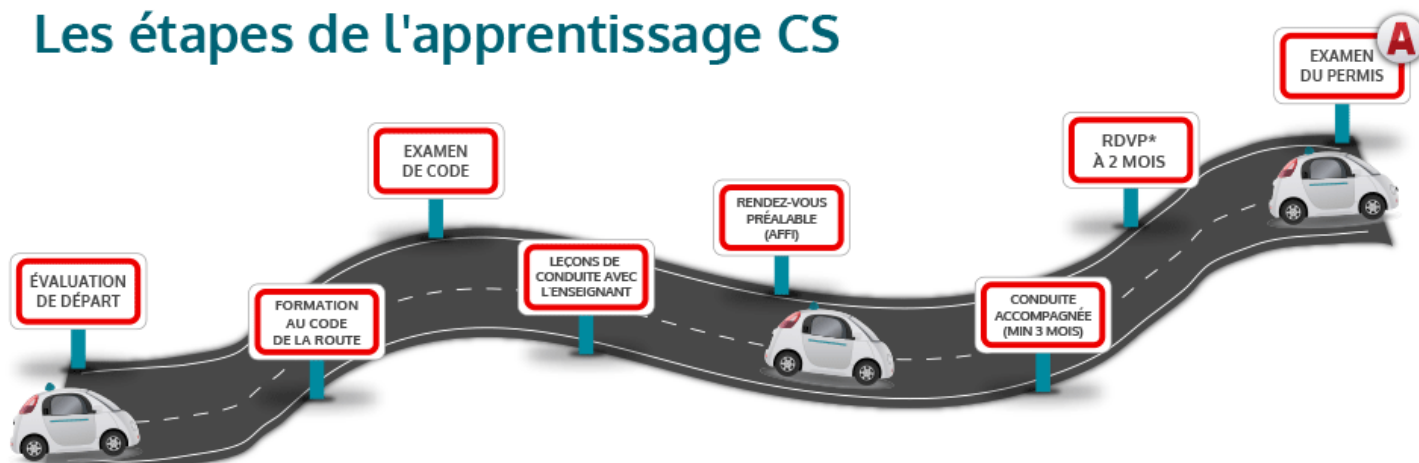 Les étapes de l'apprentissage CS
ÉVALUATION
DE DÉPART
FORMATION
AU CODE
DE LA ROUTE
EXAMEN
DE CODE
LEÇONS DE
CONDUITE AVEC
L'ENSEIGNANT
RENDEZ-VOUS
PRÉALABLE
(AFFI)
CONDUITE
ACCOMPAGNÉE
(MIN 3 MOIS)
RDVP*
À 2 MOIS
EXAMEN
DU PERMIS
A